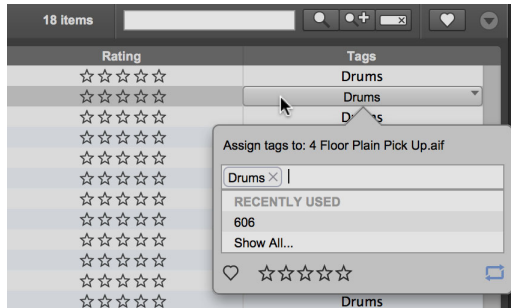 18 items
Rating Tags
Drums
Drums
Drums
Assign tags to: 4 Floor Plain Pick Up.aif
Drums
RECENTLY USED
606
Show All...
Drums